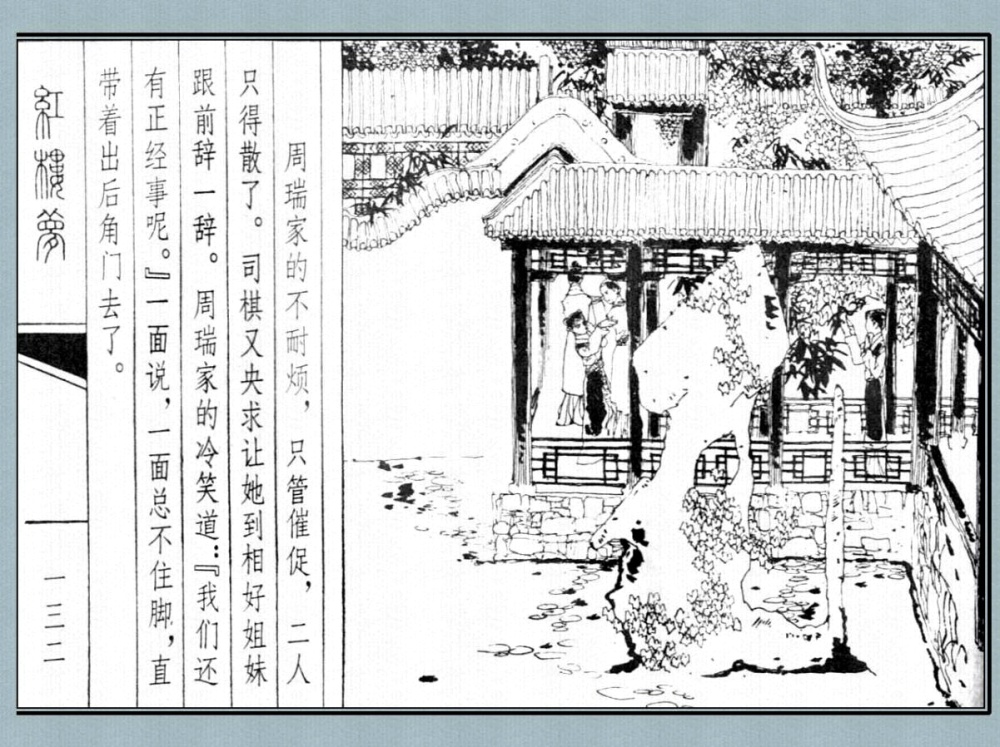 周瑞家的不耐烦，只管催促，二人
只得散了。司棋又央求让她到相好姐妹
跟前辞一辞。周瑞家的冷笑道：『我们还
有正经事呢。』一面说，一面总不住脚，直
带着出后角门去了。
红楼梦
一三二